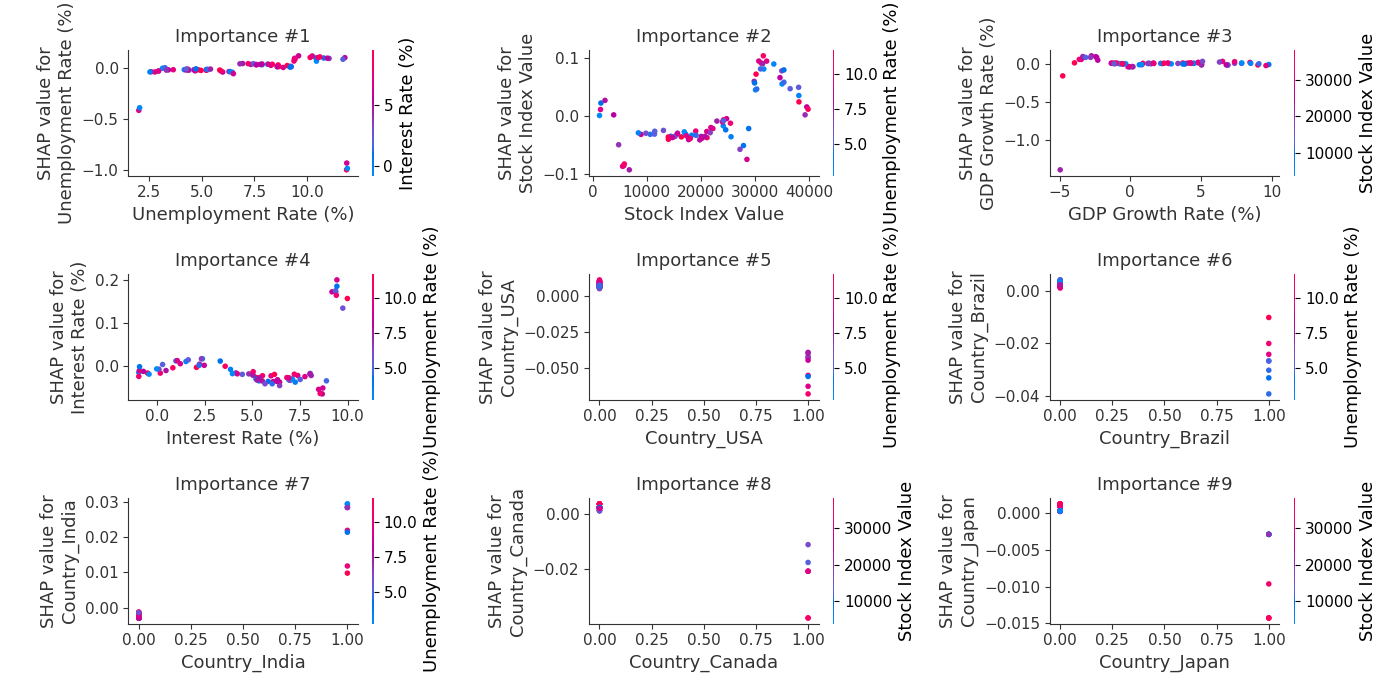 Importance #1
SHAP value for
Unemployment Rate (%)
0.0
−0.5
−1.0
2.5
5.0
7.5
10.0
Unemployment Rate (%)
5
0
Interest Rate (%)
Importance #2
SHAP value for
Stock Index Value
0.1
0.0
−0.1
0
10000
20000
30000
40000
Stock Index Value
10.0
7.5
5.0
Unemployment Rate (%)
Importance #3
SHAP value for
GDP Growth Rate (%)
0.0
−0.5
−1.0
−5
0
5
10
GDP Growth Rate (%)
30000
20000
10000
Stock Index Value
Importance #4
SHAP value for
Interest Rate (%)
0.2
0.1
0.0
0.0
2.5
5.0
7.5
10.0
Interest Rate (%)
10.0
7.5
5.0
Unemployment Rate (%)
Importance #5
SHAP value for
Country_USA
0.000
−0.025
−0.050
0.00
0.25
0.50
0.75
1.00
Country_USA
10.0
7.5
5.0
Unemployment Rate (%)
Importance #6
SHAP value for
Country_Brazil
0.00
−0.02
−0.04
0.00
0.25
0.50
0.75
1.00
Country_Brazil
10.0
7.5
5.0
Unemployment Rate (%)
Importance #7
SHAP value for
Country_India
0.03
0.02
0.01
0.00
0.00
0.25
0.50
0.75
1.00
Country_India
10.0
7.5
5.0
Unemployment Rate (%)
Importance #8
SHAP value for
Country_Canada
0.00
−0.02
0.00
0.25
0.50
0.75
1.00
Country_Canada
30000
20000
10000
Stock Index Value
Importance #9
SHAP value for
Country_Japan
0.000
−0.005
−0.010
−0.015
0.00
0.25
0.50
0.75
1.00
Country_Japan
30000
20000
10000
Stock Index Value